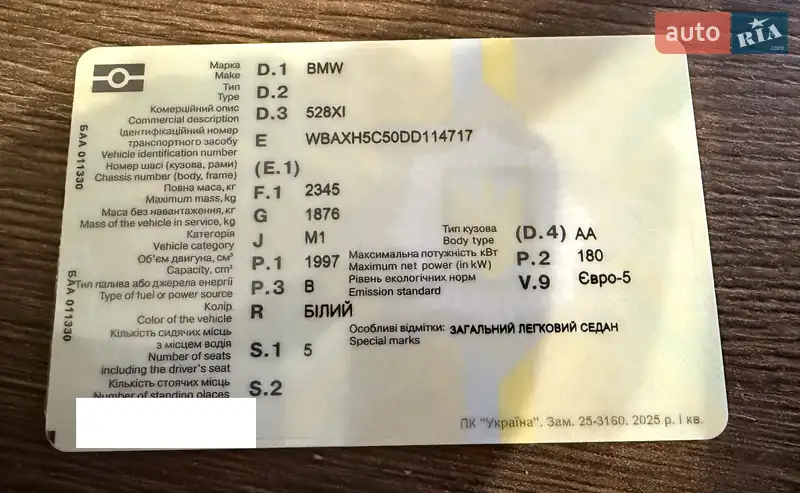 auto RIA .com
Марка
Make D.1 BMW
Тип
Type D.2
Комерційний опис
Commercial description D.3 528XI
Ідентифікаційний номер
транспортного засобу
Vehicle identification number E WBAXH5C50DD114717
Номер шасі (кузова, рами)
Chassis number (body, frame) (E.1)
Повна маса, кг
Maximum mass, kg F.1 2345
Маса без навантаження, кг
Mass of the vehicle in service, kg G 1876
Категорія
Vehicle category J M1
Тип кузова
Body type (D.4) AA
Об'єм двигуна, см³
Capacity, cm³ P.1 1997
Максимальна потужність кВт
Maximum net power (in kW) P.2 180
Тип палива або джерела енергії
Type of fuel or power source P.3 B
Рівень екологічних норм
Emission standard V.9 Євро-5
Колір
Color of the vehicle R БІЛИЙ
Особливі відмітки: ЗАГАЛЬНИЙ ЛЕГКОВИЙ СЕДАН
Special marks
Кількість сидячих місць
з місцем водія
Number of seats
including the driver's seat S.1 5
Кількість стоячих місць
Number of standing places S.2
БАА 011330
БАА 011330
ПК "Україна". Зам. 25-3160. 2025 р. І кв.